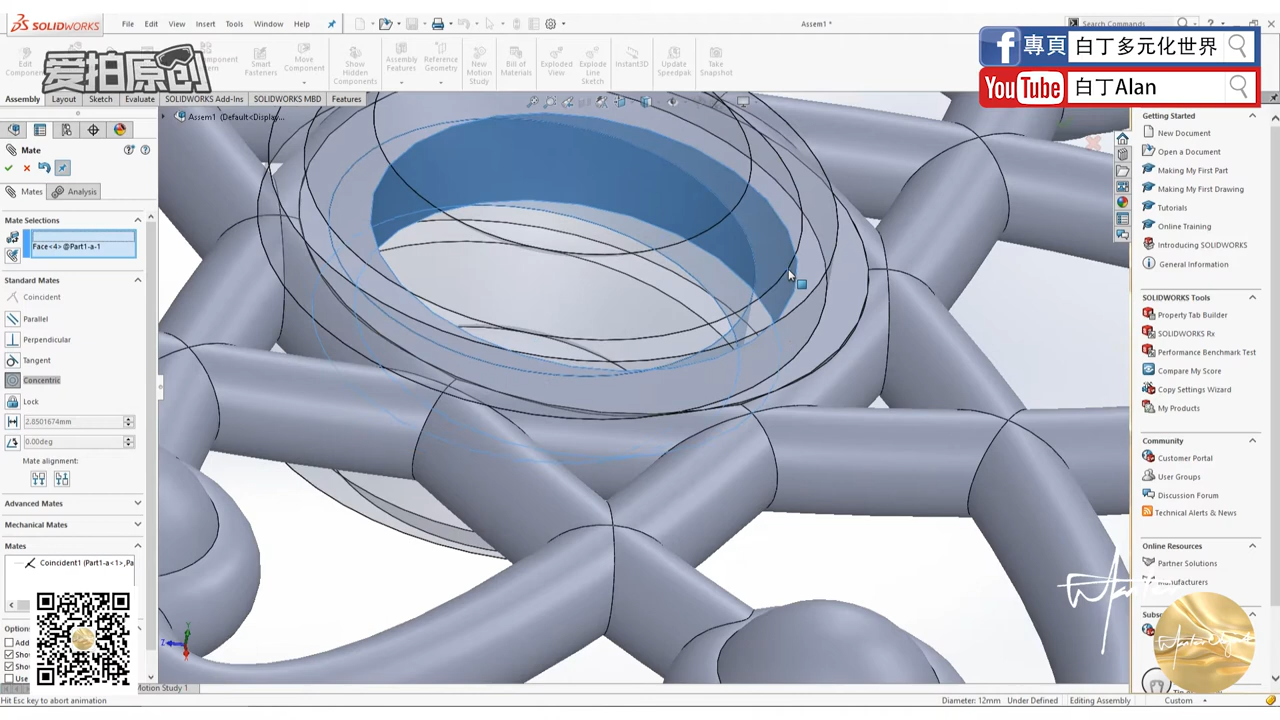 SOLIDWORKS
File
Edit
View
Insert
Tools
Window
Help
Assem1 *
Search Commands
Smart
Fasteners
More
Components
Show
Hidden
Components
Assembly
Features
Reference
Geometry
New
Motion
Study
Bill of
Materials
Exploded
View
Explode
Line
Sketch
Instant3D
Update
Speedpak
Take
Snapshot
爱拍原创
f 專頁 白丁多元化世界
YouTube 白丁Alan
Assembly
Layout
Sketch
Evaluate
SOLIDWORKS Add-Ins
SOLIDWORKS MBD
Features
Assem1 (Default<Display...
Mate
Mates
Analysis
Mate Selections
Face<4>@Part1-a-1
Standard Mates
Coincident
Parallel
Perpendicular
Tangent
Concentric
Lock
2.8501674mm
0.00deg
Mate alignment:
Advanced Mates
Mechanical Mates
Mates
Coincident1 (Part1-a<1>,Pa
Motion Study 1
Hit Esc key to abort animation
Diameter: 12mm
Under Defined
Editing Assembly
Custom
Getting Started
New Document
Open a Document
Making My First Part
Making My First Drawing
Tutorials
Online Training
Introducing SOLIDWORKS
General Information
SOLIDWORKS Tools
Property Tab Builder
SOLIDWORKS Rx
Performance Benchmark Test
Compare My Score
Copy Settings Wizard
My Products
Community
Customer Portal
User Groups
Discussion Forum
Technical Alerts & News
Online Resources
Partner Solutions